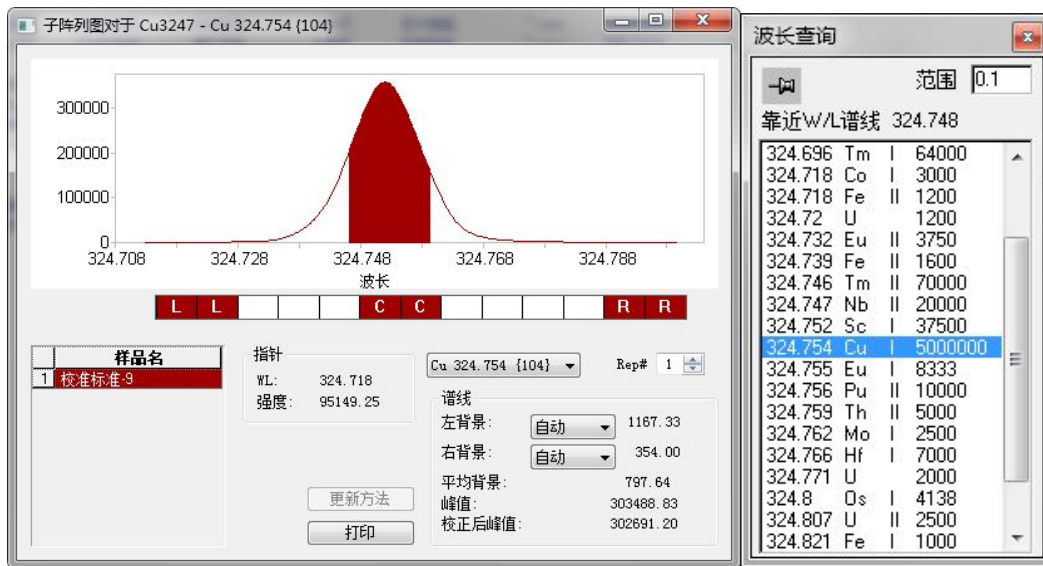 子阵列图对于 Cu3247 - Cu 324.754 {104}
300000
200000
100000
0
324.708 324.728 324.748 324.768 324.788
波长
L L C C R R
样品名
1 校准标准-9
指针
WL: 324.718
强度: 95149.25
Cu 324.754 {104} Rep# 1
谱线
左背景: 自动 1167.33
右背景: 自动 354.00
平均背景: 797.64
峰值: 303488.83
校正后峰值: 302691.20
更新方法
打印
波长查询
范围 0.1
靠近W/L谱线 324.748
324.696 Tm I 64000
324.718 Co I 3000
324.718 Fe II 1200
324.72 U 1200
324.732 Eu II 3750
324.739 Fe II 1600
324.746 Tm II 70000
324.747 Nb II 20000
324.752 Sc I 37500
324.754 Cu I 5000000
324.755 Eu I 8333
324.756 Pu II 10000
324.759 Th II 5000
324.762 Mo I 2500
324.766 Hf I 7000
324.771 U 2000
324.8 Os I 4138
324.807 U II 2500
324.821 Fe I 1000